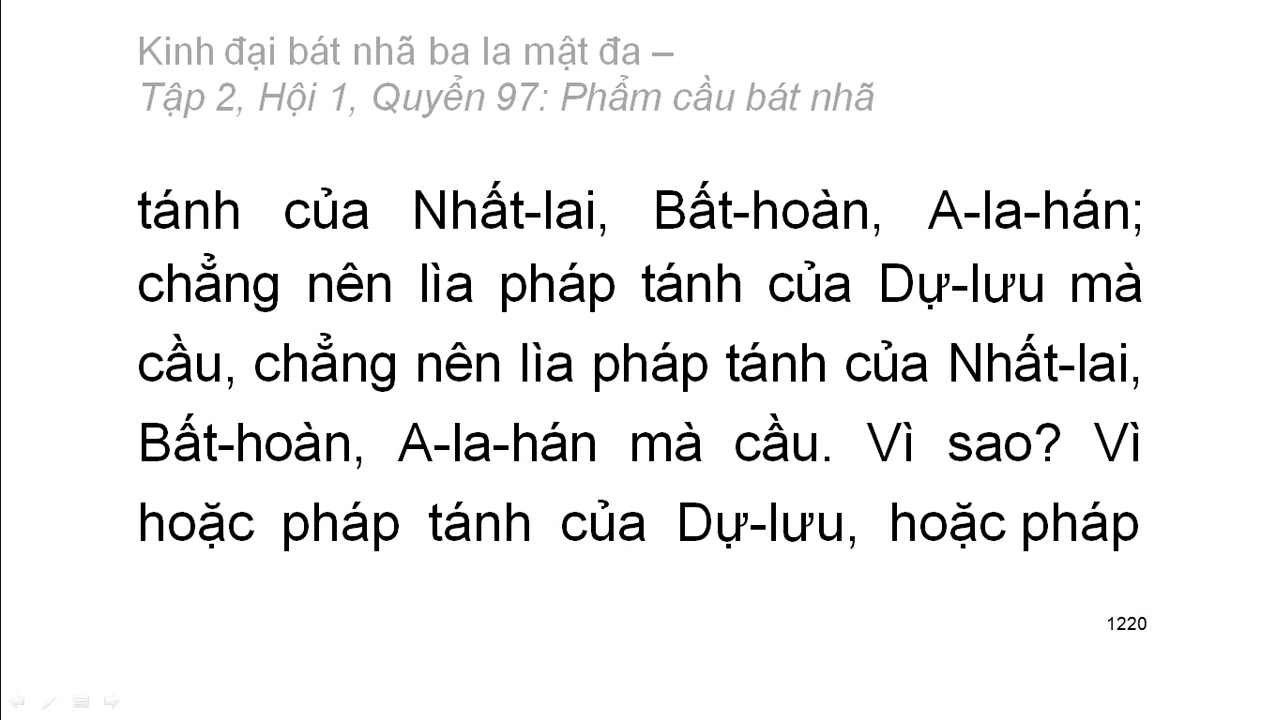 Kinh đại bát nhã ba la mật đa –
Tập 2, Hội 1, Quyển 97: Phẩm cầu bát nhã
tánh của Nhất-lai, Bất-hoàn, A-la-hán;
chẳng nên lìa pháp tánh của Dự-lưu mà
cầu, chẳng nên lìa pháp tánh của Nhất-lai,
Bất-hoàn, A-la-hán mà cầu. Vì sao? Vì
hoặc pháp tánh của Dự-lưu, hoặc pháp
1220